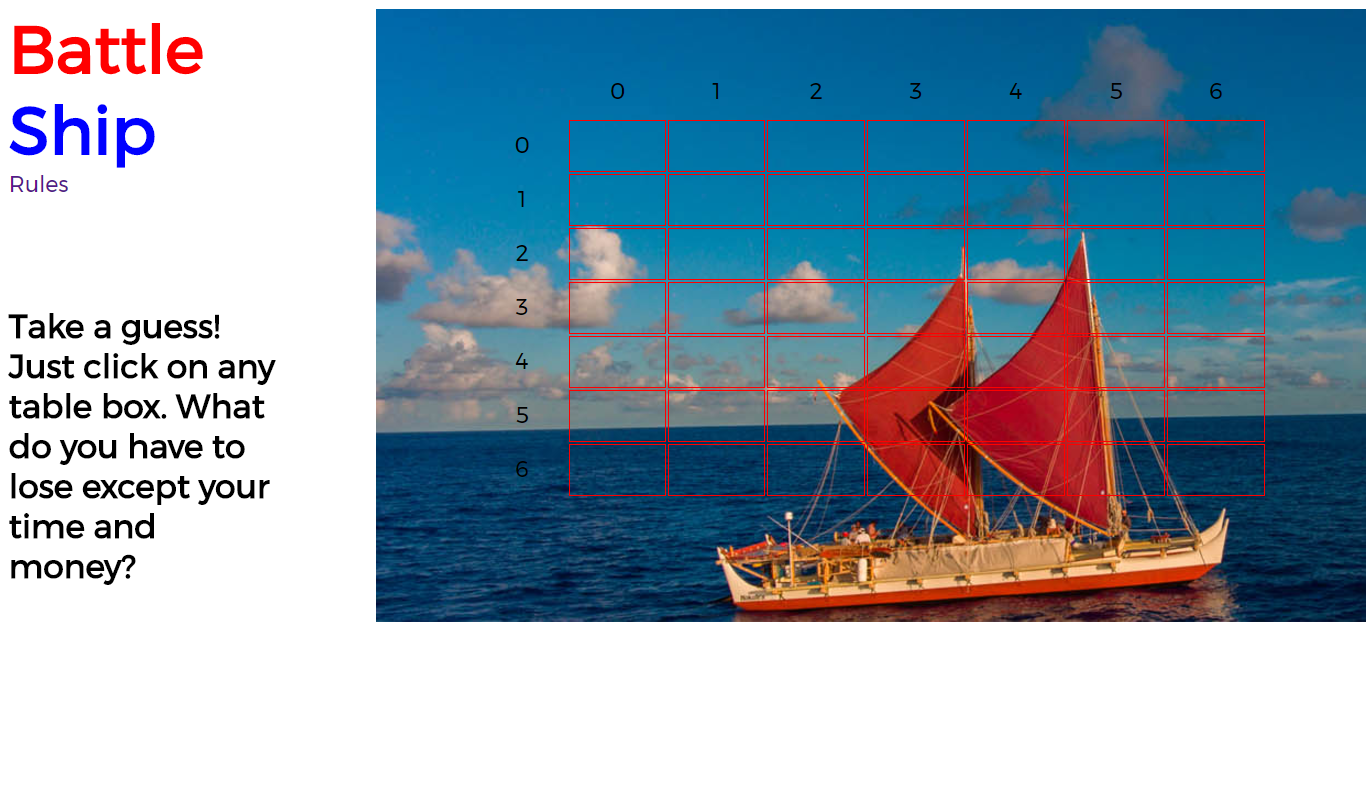 Battle
Ship
Rules
Take a guess!
Just click on any
table box. What
do you have to
lose except your
time and
money?
0 1 2 3 4 5 6
0
1
2
3
4
5
6